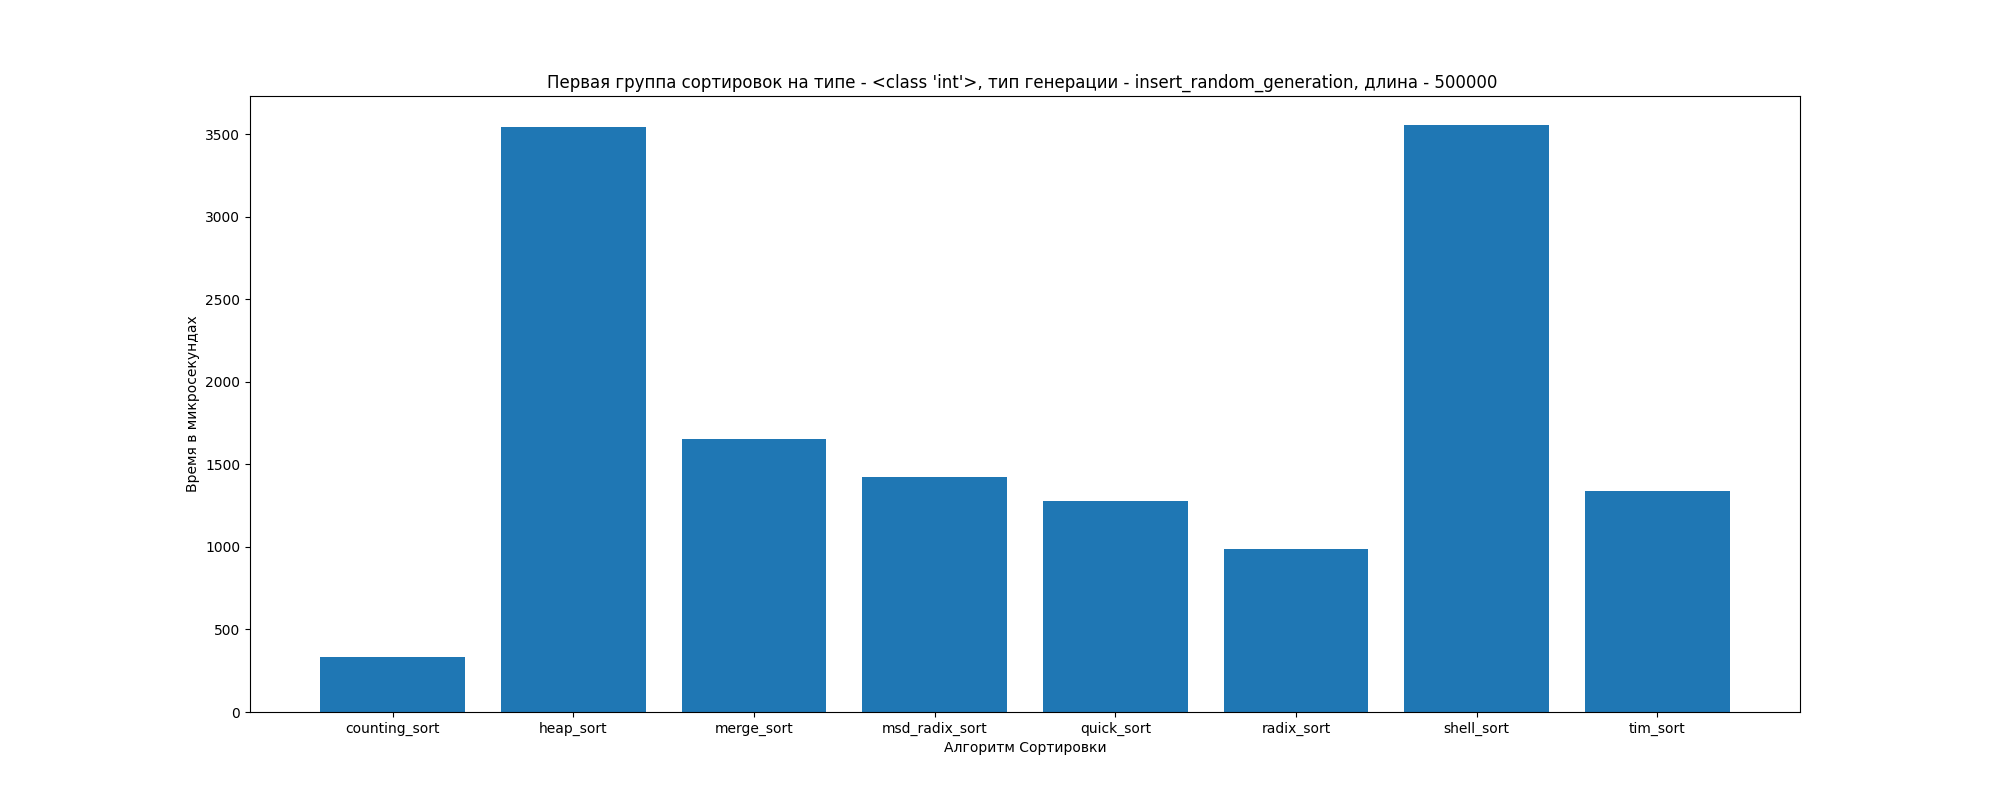 Первая группа сортировок на типе - <class 'int'>, тип генерации - insert_random_generation, длина - 500000
3500
3000
2500
2000
1500
1000
500
0
Время в микросекундах
counting_sort heap_sort merge_sort msd_radix_sort quick_sort radix_sort shell_sort tim_sort
Алгоритм Сортировки